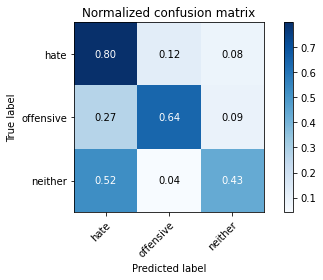 Normalized confusion matrix
hate 0.80 0.12 0.08
offensive 0.27 0.64 0.09
neither 0.52 0.04 0.43
hate offensive neither
True label
Predicted label
0.7
0.6
0.5
0.4
0.3
0.2
0.1